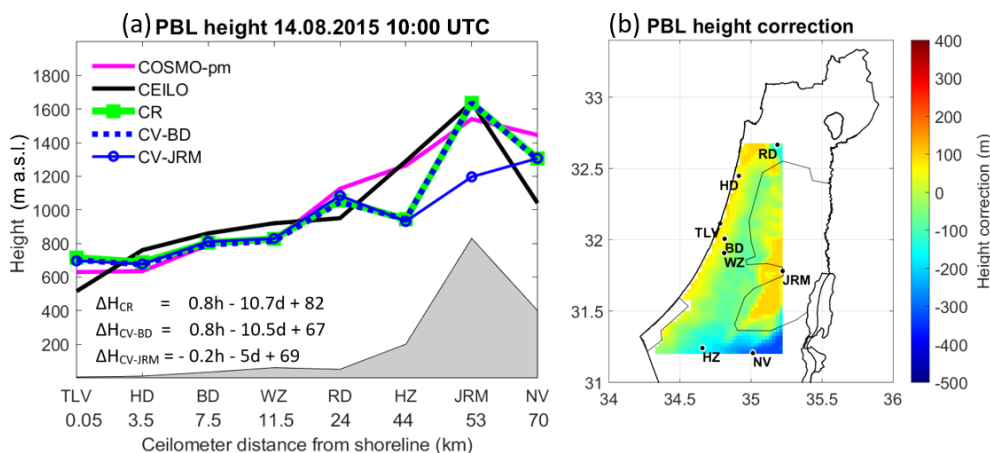 (a) PBL height 14.08.2015 10:00 UTC
Height (m a.s.l.)
1800
1600
1400
1200
1000
800
600
400
200
COSMO-pm
CEILO
CR
CV-BD
CV-JRM
ΔH_CR = 0.8h - 10.7d + 82
ΔH_CV-BD = 0.8h - 10.5d + 67
ΔH_CV-JRM = - 0.2h - 5d + 69
TLV HD BD WZ RD HZ JRM NV
0.05 3.5 7.5 11.5 24 44 53 70
Ceilometer distance from shoreline (km)
(b) PBL height correction
33
32.5
32
31.5
31
34 34.5 35 35.5 36
RD
HD
TLV
BD
WZ
JRM
HZ
NV
400
300
200
100
0
-100
-200
-300
-400
-500
Height correction (m)